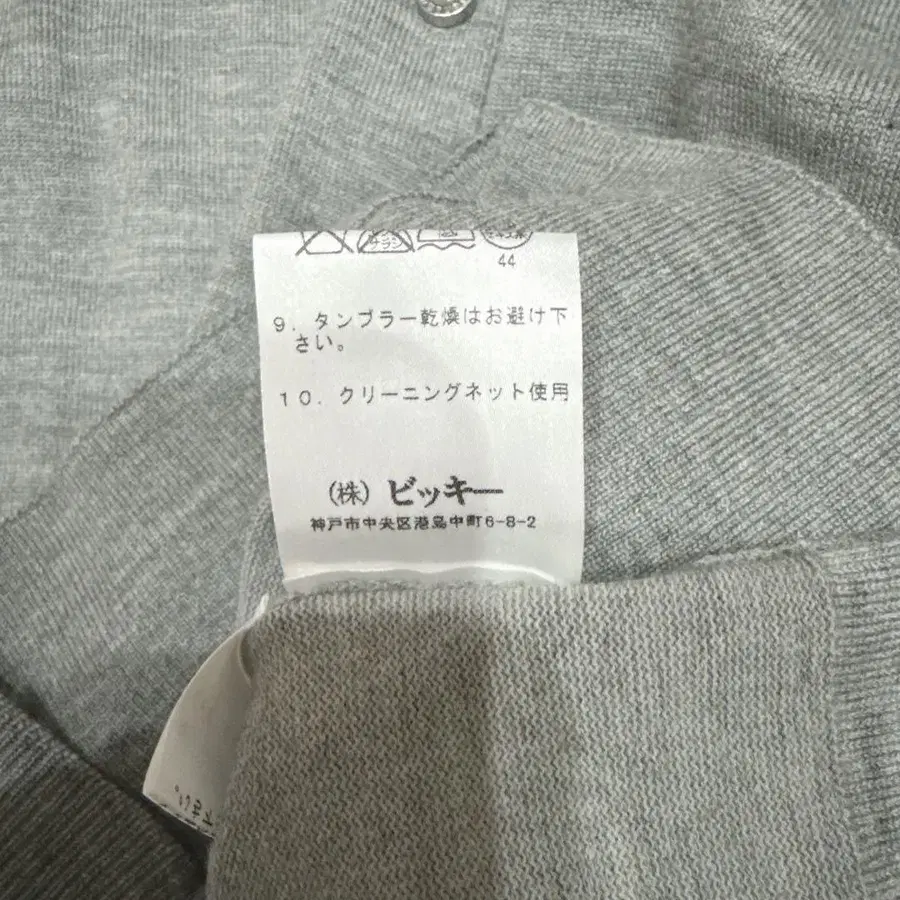 44
9. タンブラー乾燥はお避け下
さい。
10. クリーニングネット使用
(株) ビッキー
神戸市中央区港島中町6-8-2